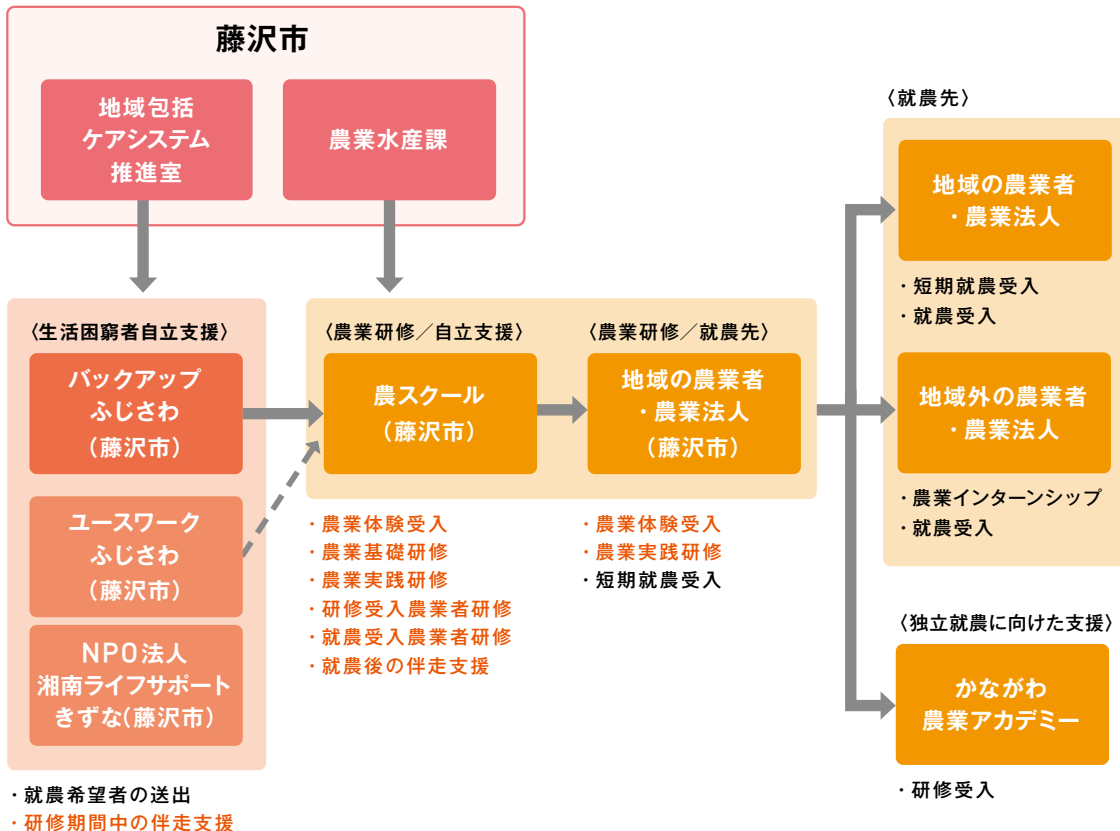 藤沢市
地域包括
ケアシステム
推進室
農業水産課
〈生活困窮者自立支援〉
バックアップ
ふじさわ
（藤沢市）
ユースワーク
ふじさわ
（藤沢市）
NPO法人
湘南ライフサポート
きずな(藤沢市)
・就農希望者の送出
・研修期間中の伴走支援
〈農業研修／自立支援〉
農スクール
（藤沢市）
・農業体験受入
・農業基礎研修
・農業実践研修
・研修受入農業者研修
・就農受入農業者研修
・就農後の伴走支援
〈農業研修／就農先〉
地域の農業者
・農業法人
（藤沢市）
・農業体験受入
・農業実践研修
・短期就農受入
〈就農先〉
地域の農業者
・農業法人
・短期就農受入
・就農受入
地域外の農業者
・農業法人
・農業インターンシップ
・就農受入
〈独立就農に向けた支援〉
かながわ
農業アカデミー
・研修受入